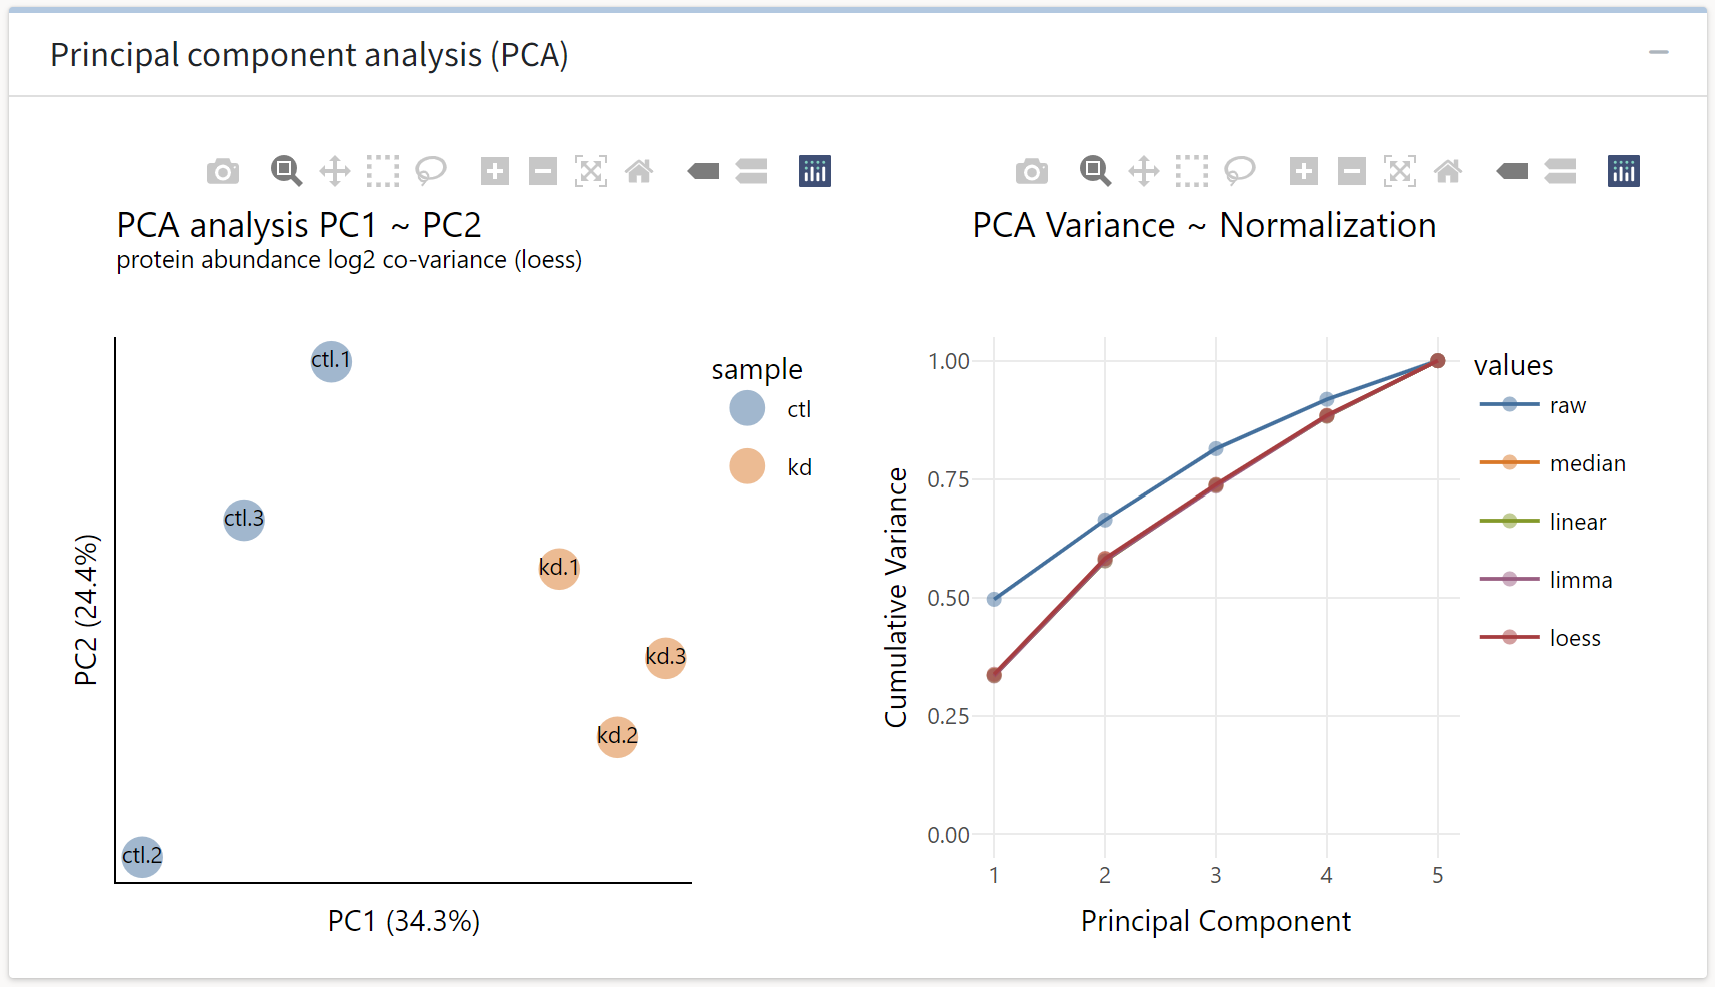 Principal component analysis (PCA)
PCA analysis PC1 ~ PC2
protein abundance log2 co-variance (loess)
ctl.1
ctl.3
kd.1
kd.3
kd.2
ctl.2
PC2 (24.4%)
PC1 (34.3%)
sample
ctl
kd
PCA Variance ~ Normalization
1.00
0.75
0.50
0.25
0.00
Cumulative Variance
1 2 3 4 5
Principal Component
values
raw
median
linear
limma
loess